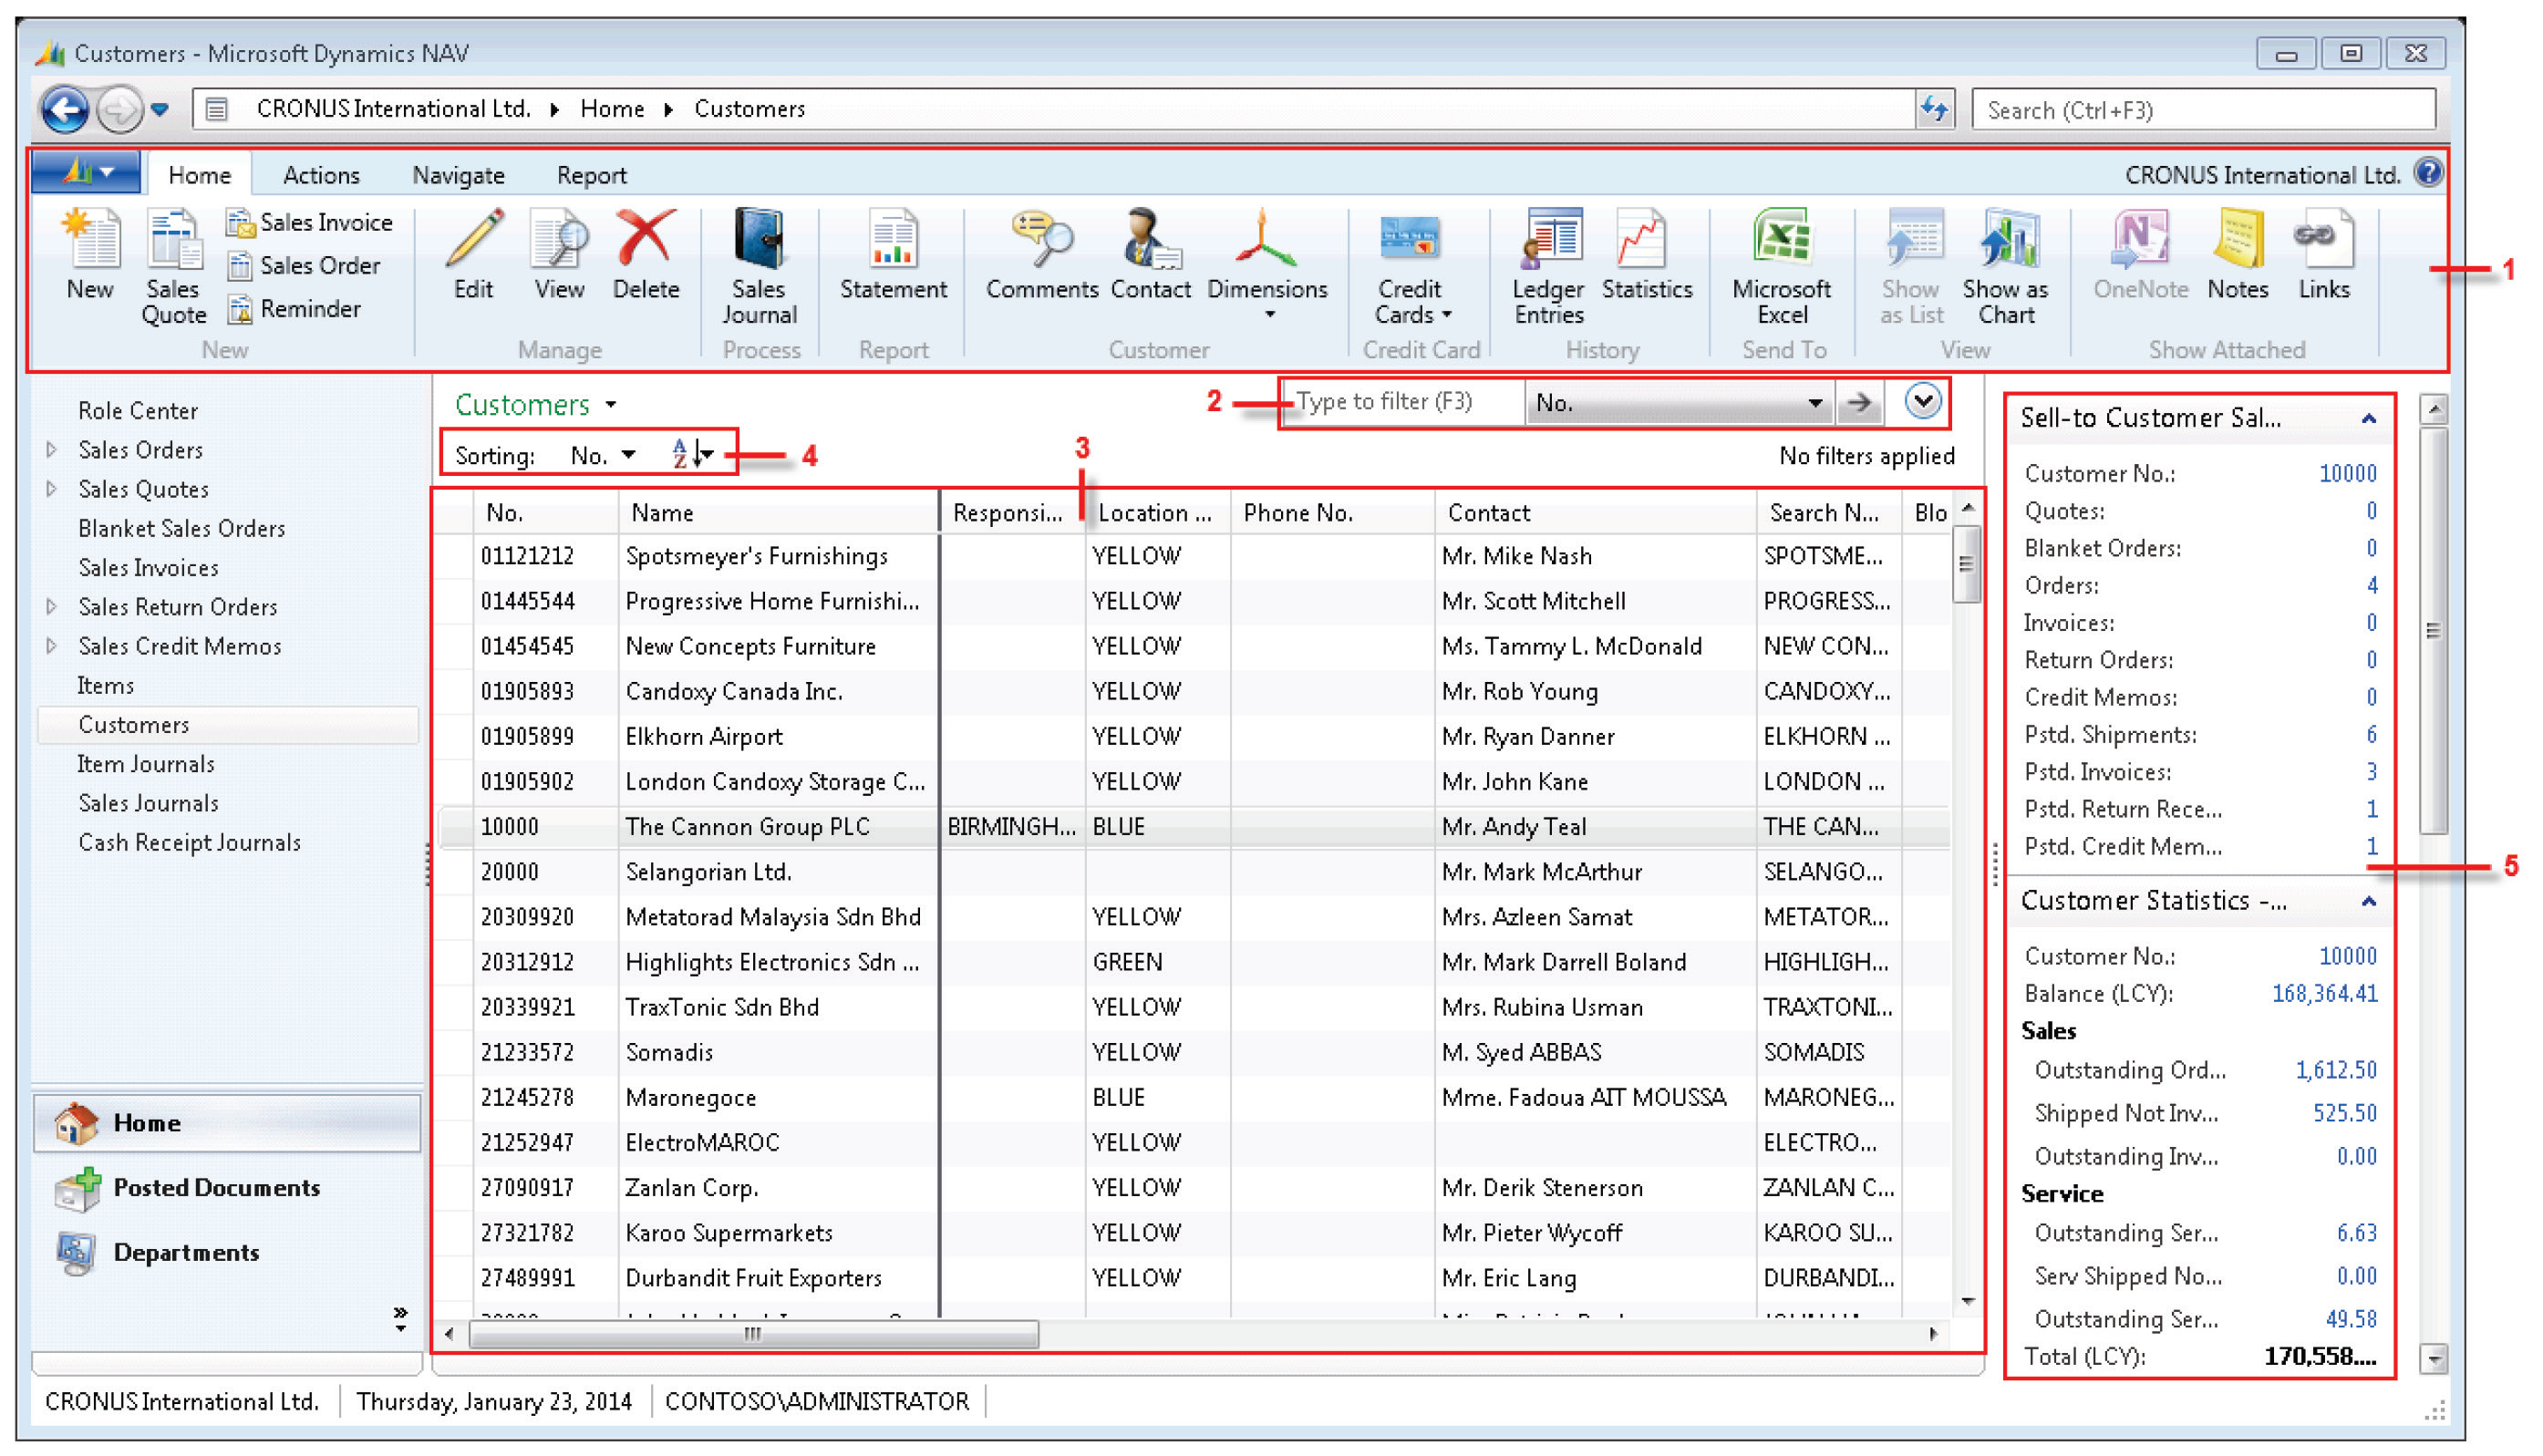 Customers - Microsoft Dynamics NAV
CRONUS International Ltd. Home Customers
Search (Ctrl+F3)
Home Actions Navigate Report CRONUS International Ltd.
New
Sales Quote
Sales Invoice
Sales Order
Reminder
Edit View Delete
Sales Journal
Statement
Comments Contact Dimensions
Credit Cards
Ledger Entries
Statistics
Microsoft Excel
Show as List
Show as Chart
OneNote Notes Links
New Manage Process Report Customer Credit Card History Send To View Show Attached
1
Role Center
Sales Orders
Sales Quotes
Blanket Sales Orders
Sales Invoices
Sales Return Orders
Sales Credit Memos
Items
Customers
Item Journals
Sales Journals
Cash Receipt Journals
Home
Posted Documents
Departments
Customers
2
Type to filter (F3) No.
Sorting: No. AZ
4
3
No filters applied
No. Name Responsi... Location ... Phone No. Contact Search N... Blo
01121212 Spotsmeyer's Furnishings YELLOW Mr. Mike Nash SPOTSME...
01445544 Progressive Home Furnishi... YELLOW Mr. Scott Mitchell PROGRESS...
01454545 New Concepts Furniture YELLOW Ms. Tammy L. McDonald NEW CON...
01905893 Candoxy Canada Inc. YELLOW Mr. Rob Young CANDOXY...
01905899 Elkhorn Airport YELLOW Mr. Ryan Danner ELKHORN ...
01905902 London Candoxy Storage C... YELLOW Mr. John Kane LONDON ...
10000 The Cannon Group PLC BIRMINGH... BLUE Mr. Andy Teal THE CAN...
20000 Selangorian Ltd. Mr. Mark McArthur SELANGO...
20309920 Metatorad Malaysia Sdn Bhd YELLOW Mrs. Azleen Samat METATOR...
20312912 Highlights Electronics Sdn ... GREEN Mr. Mark Darrell Boland HIGHLIGH...
20339921 TraxTonic Sdn Bhd YELLOW Mrs. Rubina Usman TRAXTONI...
21233572 Somadis YELLOW M. Syed ABBAS SOMADIS
21245278 Maronegoce BLUE Mme. Fadoua AIT MOUSSA MARONEG...
21252947 ElectroMAROC YELLOW ELECTRO...
27090917 Zanlan Corp. YELLOW Mr. Derik Stenerson ZANLAN C...
27321782 Karoo Supermarkets YELLOW Mr. Pieter Wycoff KAROO SU...
27489991 Durbandit Fruit Exporters YELLOW Mr. Eric Lang DURBANDI...
Sell-to Customer Sal...
Customer No.: 10000
Quotes: 0
Blanket Orders: 0
Orders: 4
Invoices: 0
Return Orders: 0
Credit Memos: 0
Pstd. Shipments: 6
Pstd. Invoices: 3
Pstd. Return Rece... 1
Pstd. Credit Mem... 1
5
Customer Statistics -...
Customer No.: 10000
Balance (LCY): 168,364.41
Sales
Outstanding Ord... 1,612.50
Shipped Not Inv... 525.50
Outstanding Inv... 0.00
Service
Outstanding Ser... 6.63
Serv Shipped No... 0.00
Outstanding Ser... 49.58
Total (LCY): 170,558....
CRONUS International Ltd. Thursday, January 23, 2014 CONTOSO\ADMINISTRATOR